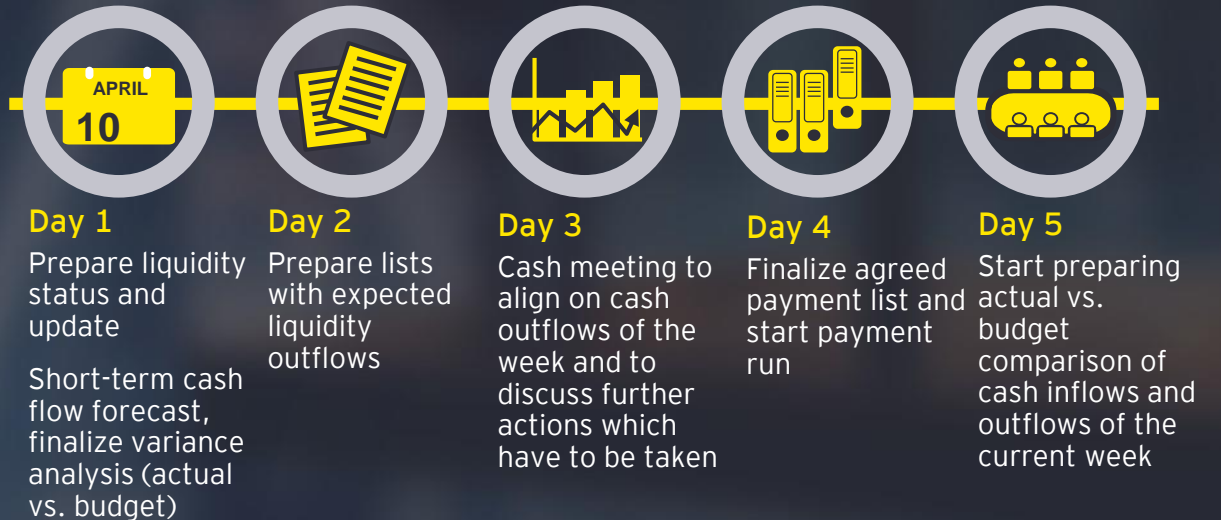 APRIL
10
Day 1
Prepare liquidity
status and
update
Short-term cash
flow forecast,
finalize variance
analysis (actual
vs. budget)
Day 2
Prepare lists
with expected
liquidity
outflows
Day 3
Cash meeting to
align on cash
outflows of the
week and to
discuss further
actions which
have to be taken
Day 4
Finalize agreed
payment list and
start payment
run
Day 5
Start preparing
actual vs.
budget
comparison of
cash inflows and
outflows of the
current week